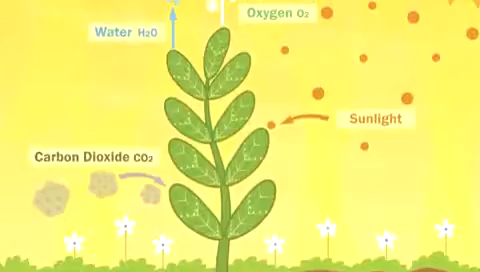 Oxygen O₂
Water H₂O
Sunlight
Carbon Dioxide CO₂